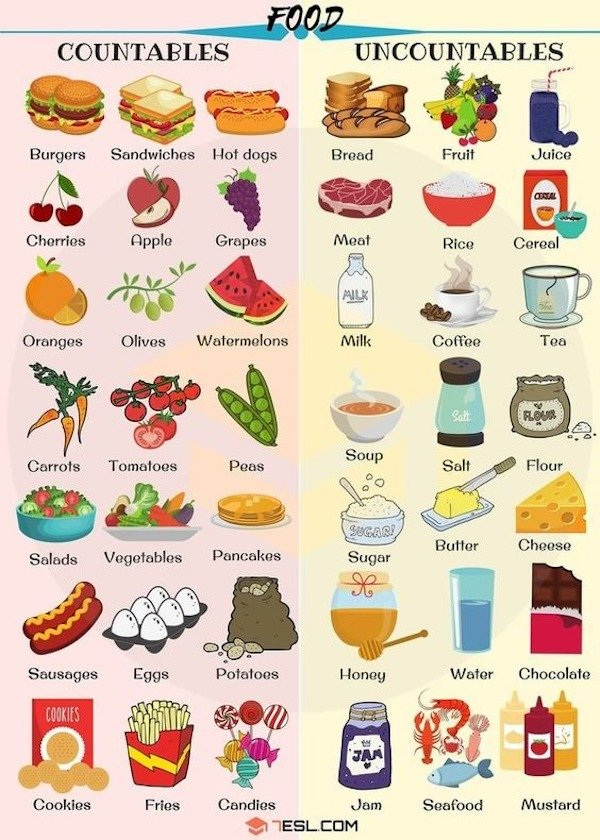 FOOD
COUNTABLES
UNCOUNTABLES
Burgers Sandwiches Hot dogs
Bread Fruit Juice
CEREAL
Cherries Apple Grapes
Meat Rice Cereal
MILK
Oranges Olives Watermelons
Milk Coffee Tea
Salt
FLOUR
Carrots Tomatoes Peas
Soup Salt Flour
SUGAR!
Salads Vegetables Pancakes
Sugar Butter Cheese
Sausages Eggs Potatoes
Honey Water Chocolate
COOKIES
JAM
Cookies Fries Candies
Jam Seafood Mustard
7ESL.COM